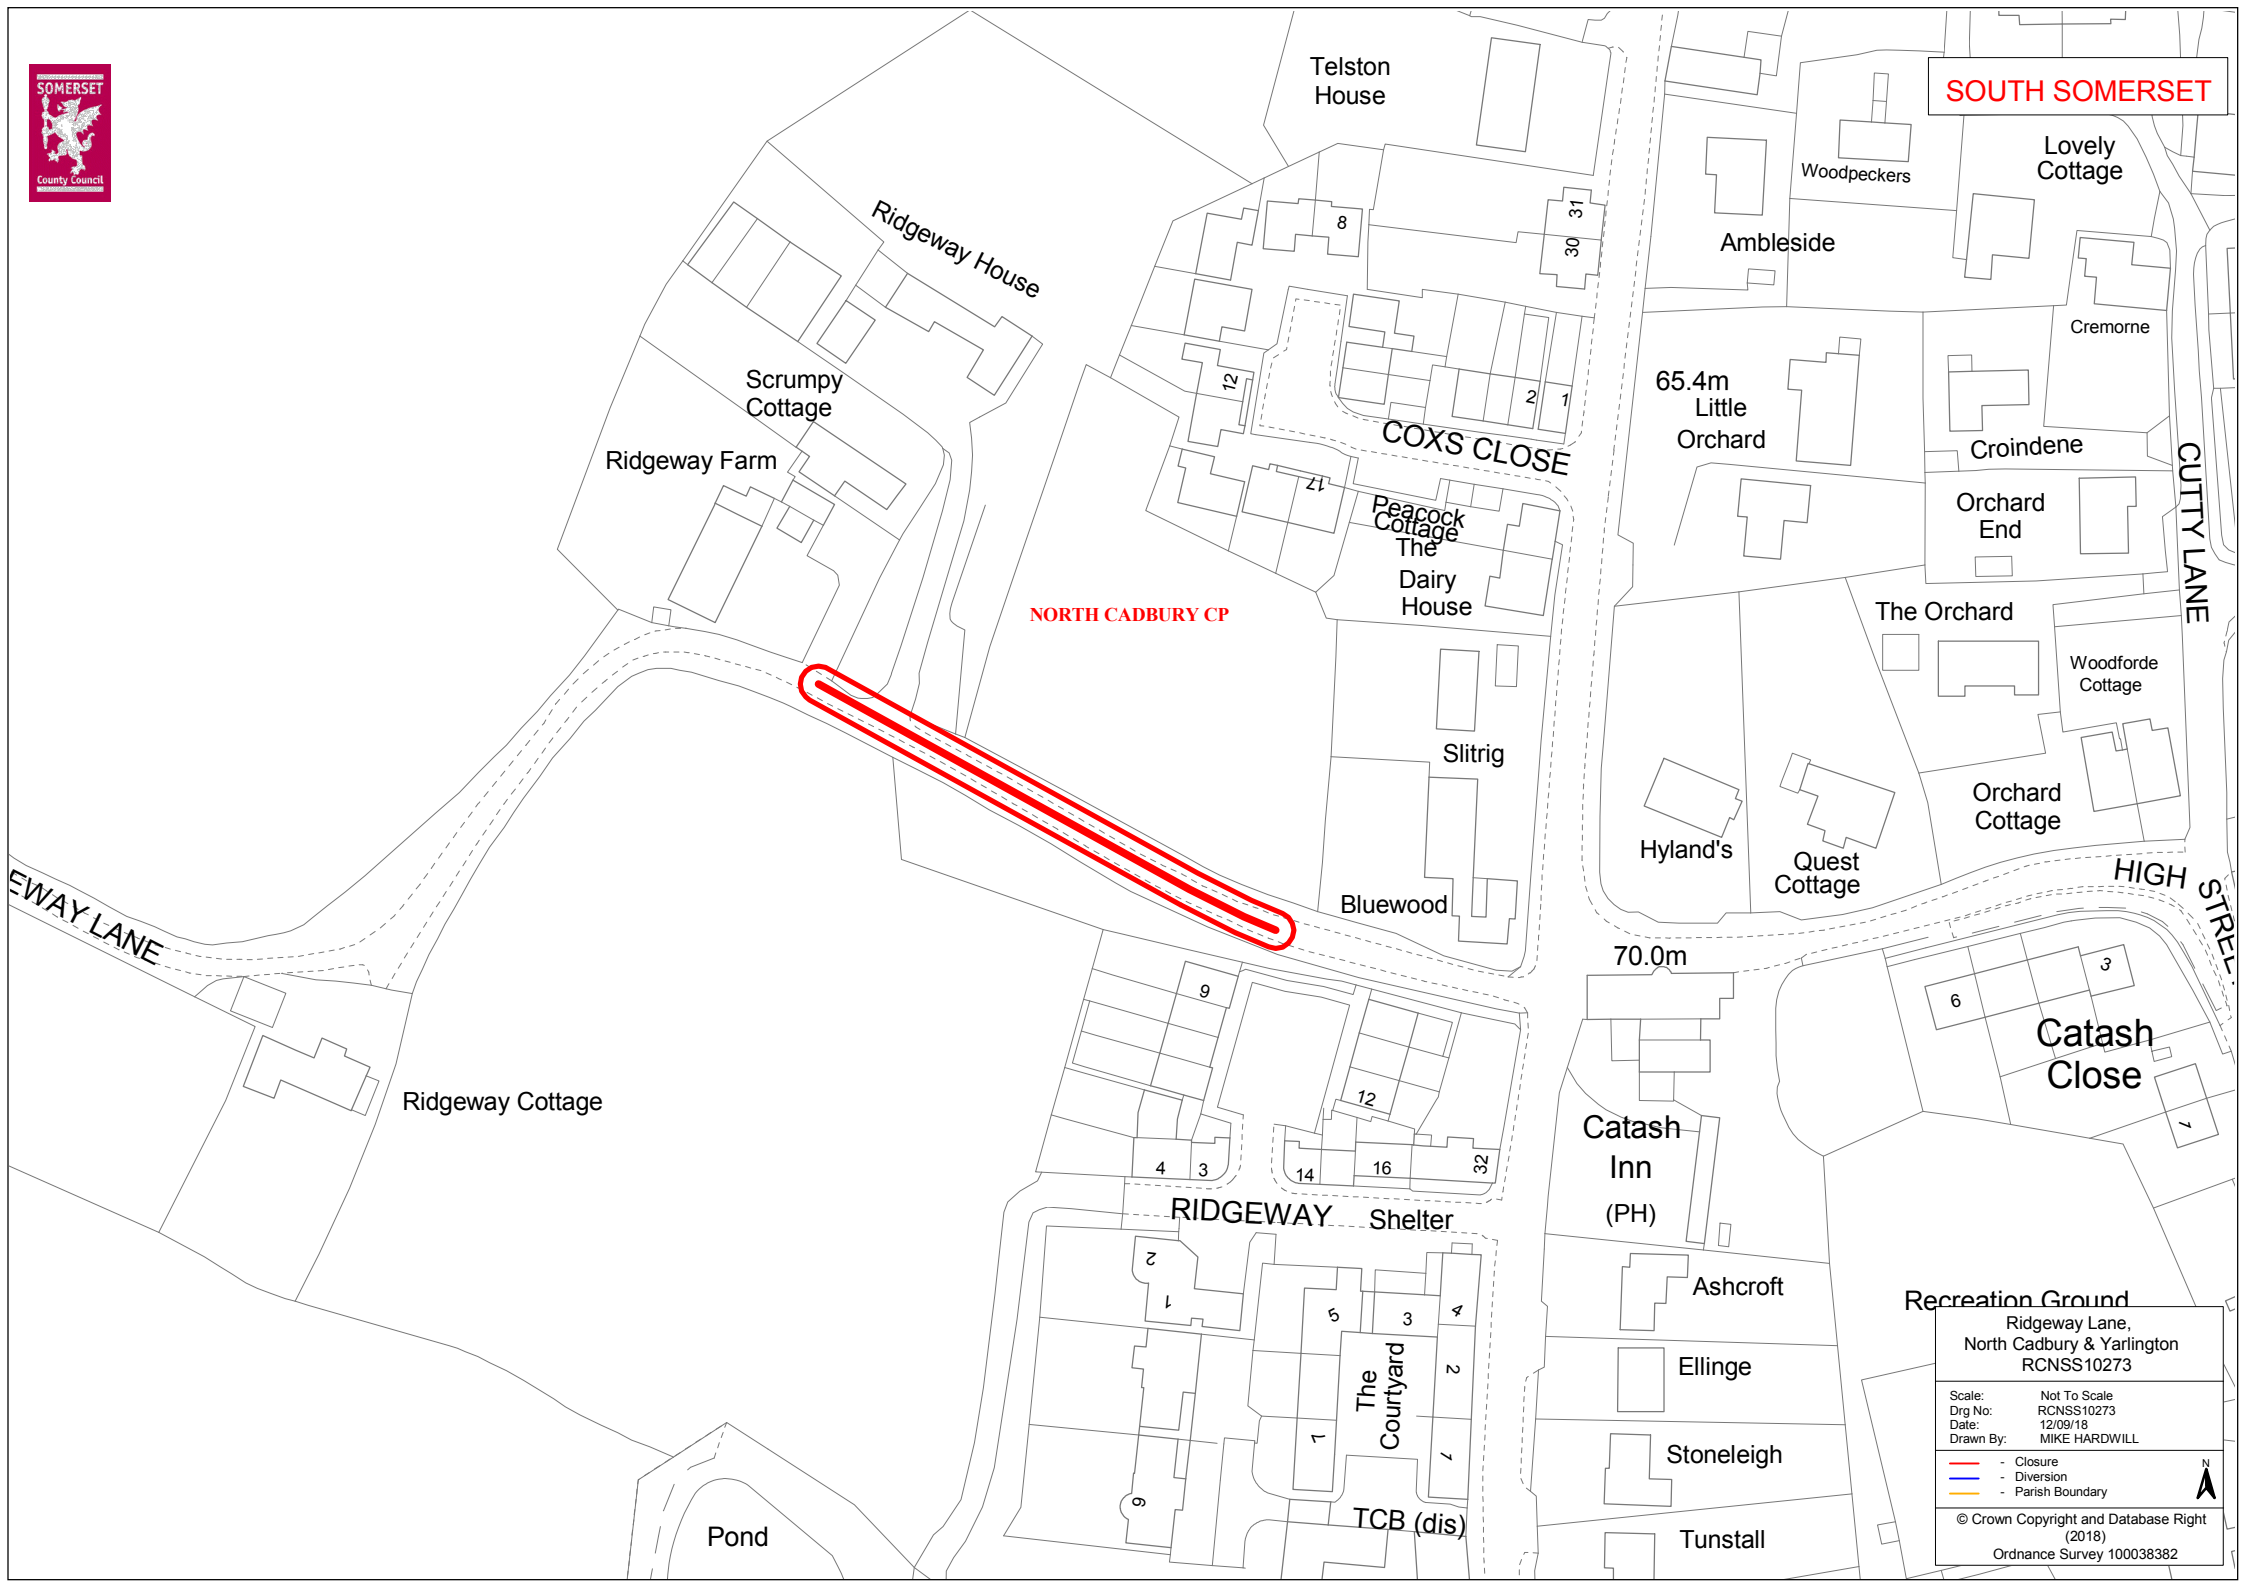 SOMERSET
County Council
SOUTH SOMERSET
Telston
House
Woodpeckers
Lovely
Cottage
Ambleside
Ridgeway House
8
31
30
Cremorne
Scrumpy
Cottage
12
2
1
65.4m
Little
Orchard
COXS CLOSE
Croindene
CUTTY LANE
Ridgeway Farm
17
Peacock
Cottage
The
Dairy
House
Orchard
End
NORTH CADBURY CP
The Orchard
Woodforde
Cottage
Slitrig
Orchard
Cottage
Hyland's
Quest
Cottage
HIGH
STREE
Bluewood
EWAY LANE
70.0m
9
6
3
Catash
Close
7
Ridgeway Cottage
12
Catash
Inn
(PH)
4
3
14
16
32
RIDGEWAY
Shelter
2
1
5
3
4
Ashcroft
Recreation Ground
The
Courtyard
2
7
1
Ellinge
Stoneleigh
6
TCB (dis)
Tunstall
Pond
Ridgeway Lane,
North Cadbury & Yarlington
RCNSS10273
Scale: Not To Scale
Drg No: RCNSS10273
Date: 12/09/18
Drawn By: MIKE HARDWILL
- Closure
- Diversion
- Parish Boundary
N
© Crown Copyright and Database Right
(2018)
Ordnance Survey 100038382